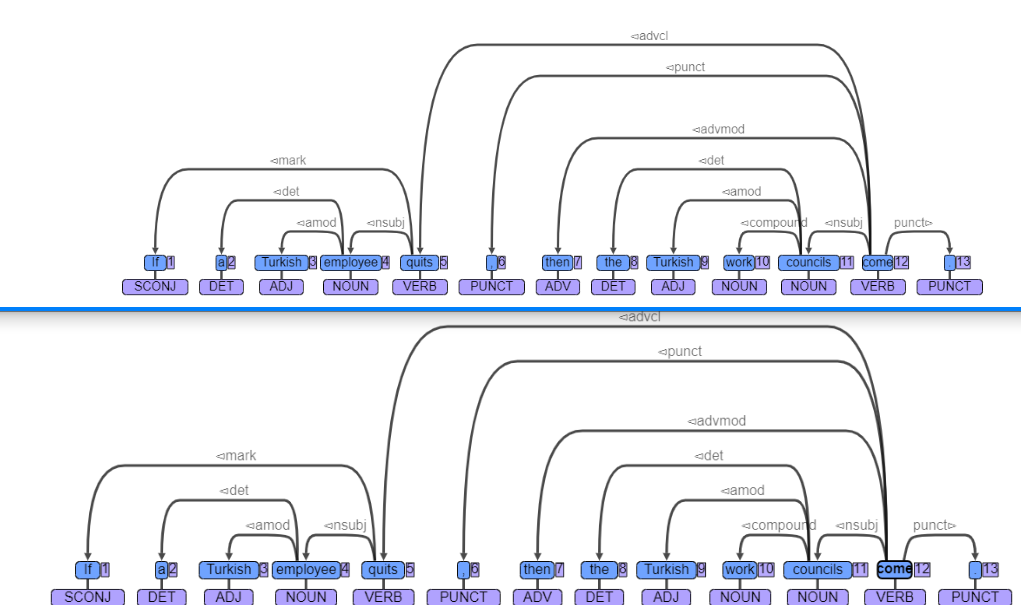 ⊲advcl
⊲punct
⊲advmod
⊲mark ⊲det
⊲det ⊲amod
⊲amod ⊲nsubj ⊲compound ⊲nsubj punct⊳
If 1 a 2 Turkish 3 employee 4 quits 5 , 6 then 7 the 8 Turkish 9 work 10 councils 11 come 12 . 13
SCONJ DET ADJ NOUN VERB PUNCT ADV DET ADJ NOUN NOUN VERB PUNCT
⊲advcl
⊲punct
⊲advmod
⊲mark ⊲det
⊲det ⊲amod
⊲amod ⊲nsubj ⊲compound ⊲nsubj punct⊳
If 1 a 2 Turkish 3 employee 4 quits 5 , 6 then 7 the 8 Turkish 9 work 10 councils 11 come 12 . 13
SCONJ DET ADJ NOUN VERB PUNCT ADV DET ADJ NOUN NOUN VERB PUNCT